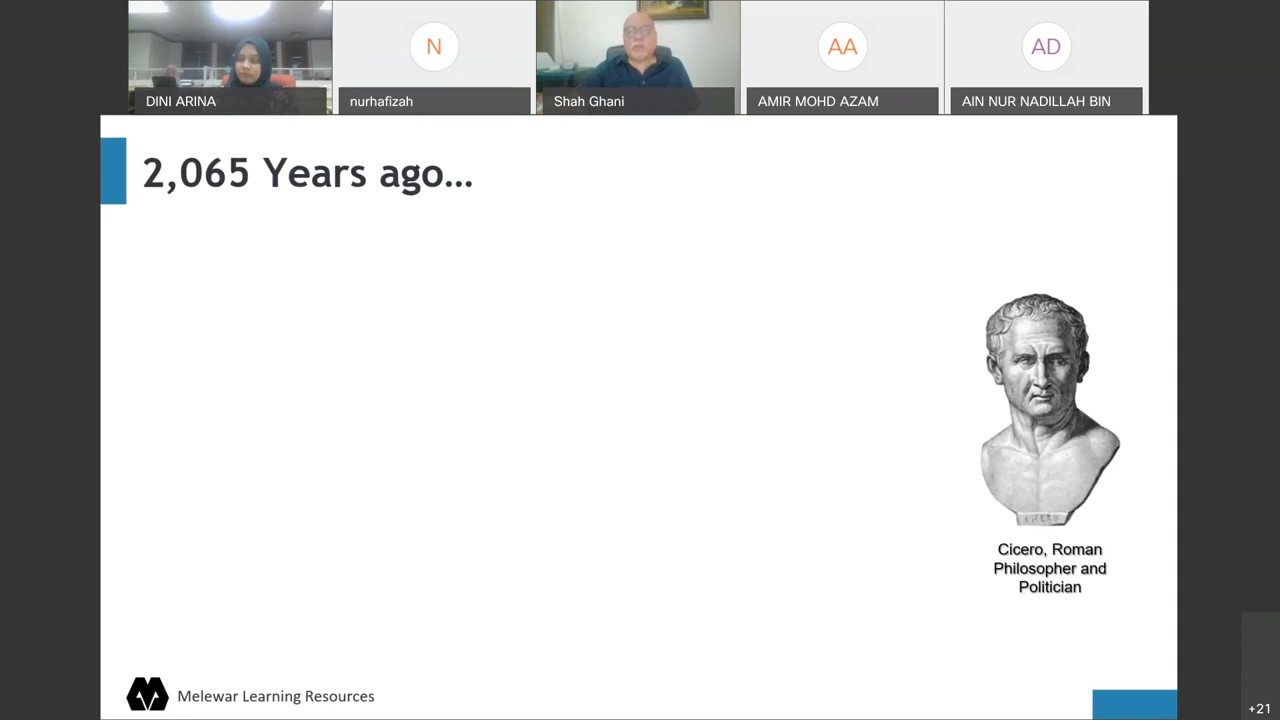 DINI ARINA
N
nurhafizah
Shah Ghani
AA
AMIR MOHD AZAM
AD
AIN NUR NADILLAH BIN
2,065 Years ago...
CICERO
Cicero, Roman
Philosopher and
Politician
Melewar Learning Resources
+21